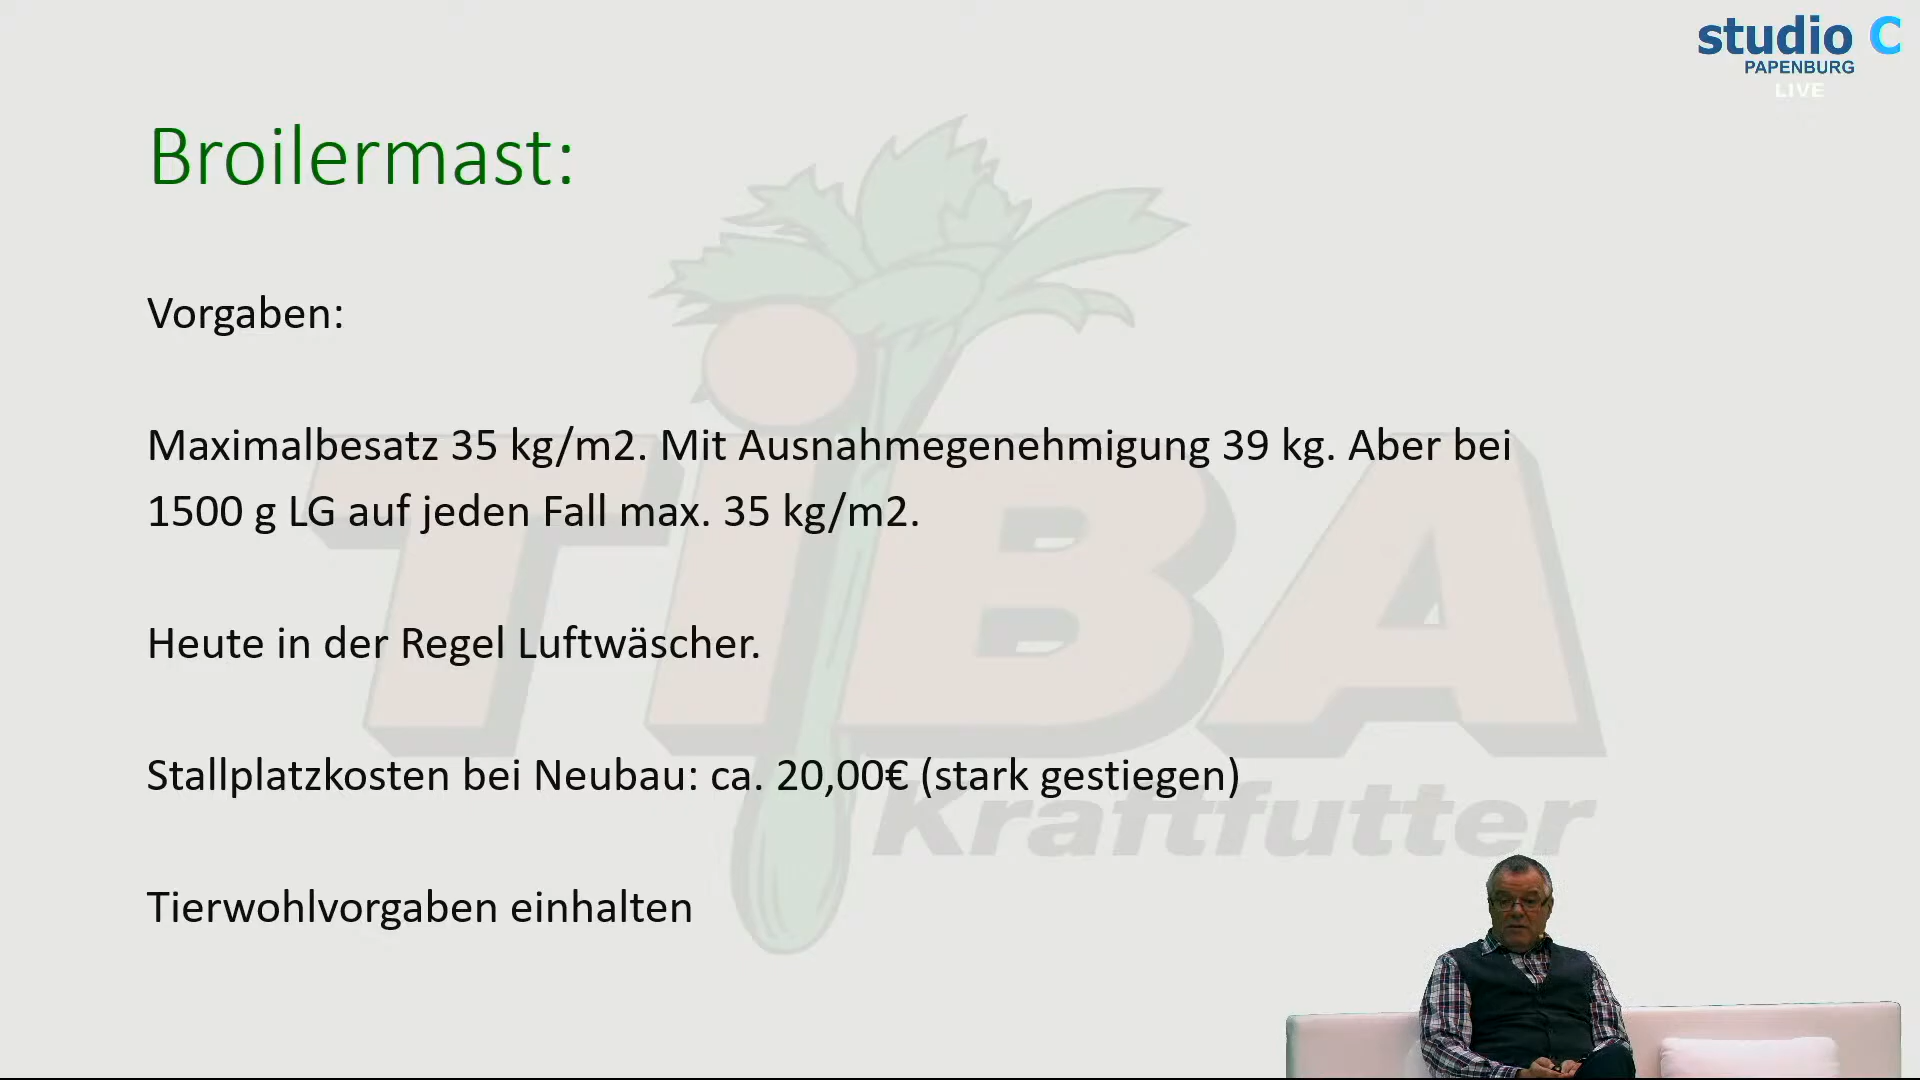 studio C
PAPENBURG
LIVE
Broilermast:
Vorgaben:
Maximalbesatz 35 kg/m2. Mit Ausnahmegenehmigung 39 kg. Aber bei
1500 g LG auf jeden Fall max. 35 kg/m2.
Heute in der Regel Luftwäscher.
Stallplatzkosten bei Neubau: ca. 20,00€ (stark gestiegen)
Tierwohlvorgaben einhalten
TiBA
Kraftfutter